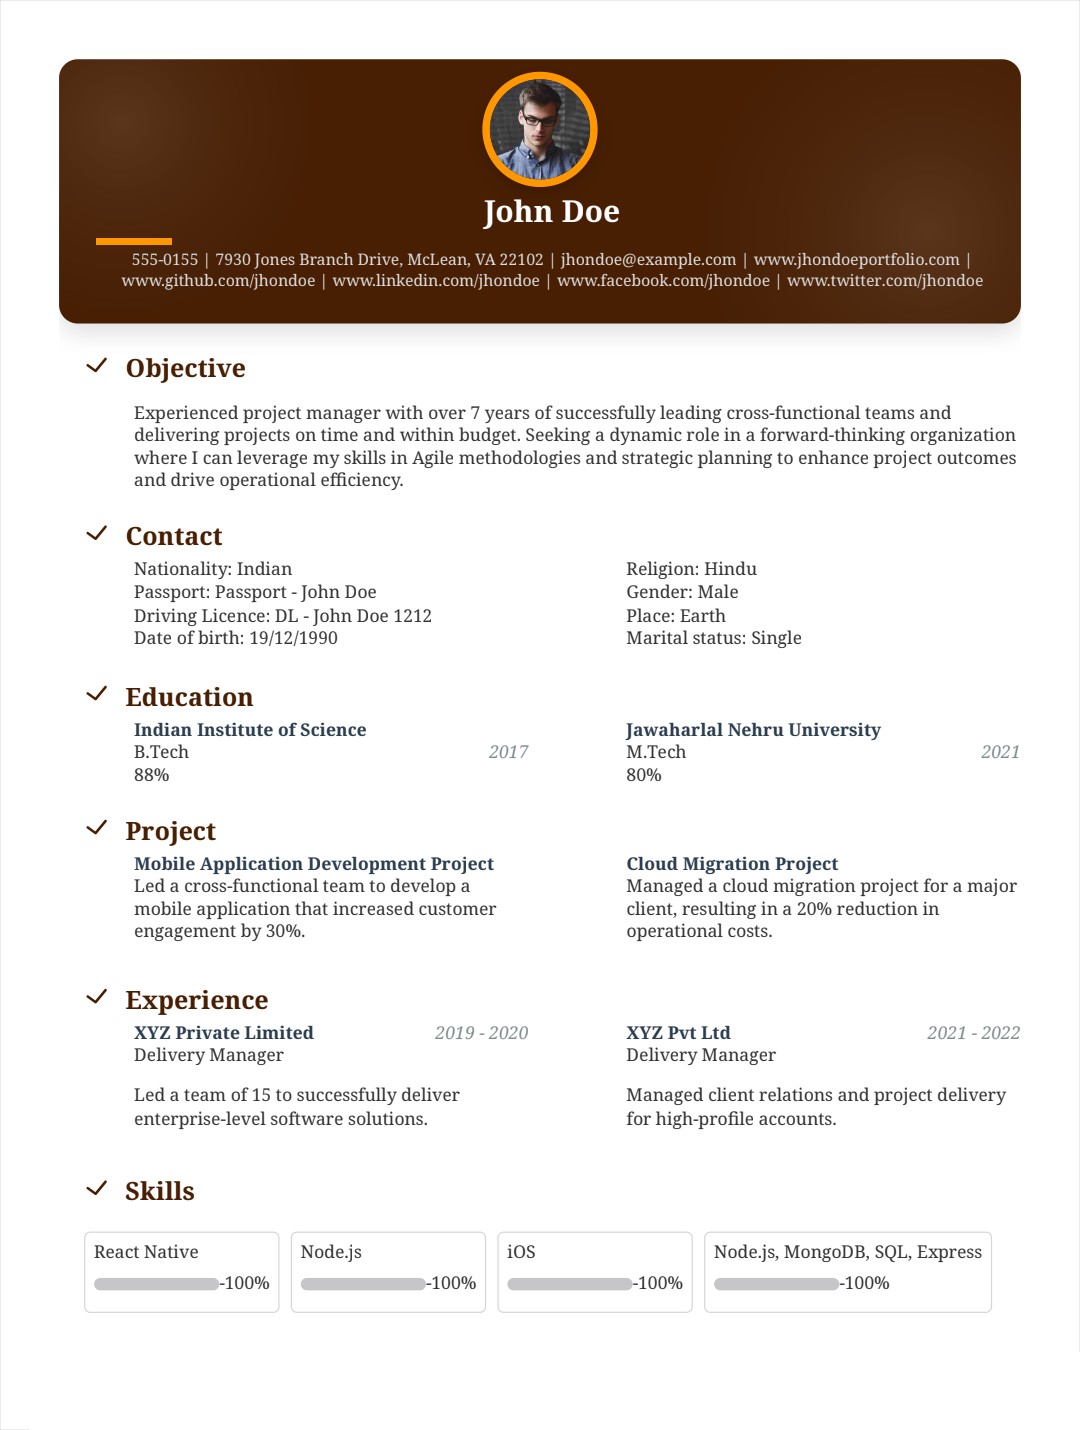 John Doe
555-0155 | 7930 Jones Branch Drive, McLean, VA 22102 | jhondoe@example.com | www.jhondoeportfolio.com |
www.github.com/jhondoe | www.linkedin.com/jhondoe | www.facebook.com/jhondoe | www.twitter.com/jhondoe
Objective
Experienced project manager with over 7 years of successfully leading cross-functional teams and
delivering projects on time and within budget. Seeking a dynamic role in a forward-thinking organization
where I can leverage my skills in Agile methodologies and strategic planning to enhance project outcomes
and drive operational efficiency.
Contact
Nationality: Indian
Passport: Passport - John Doe
Driving Licence: DL - John Doe 1212
Date of birth: 19/12/1990
Religion: Hindu
Gender: Male
Place: Earth
Marital status: Single
Education
Indian Institute of Science
B.Tech 2017
88%
Jawaharlal Nehru University
M.Tech 2021
80%
Project
Mobile Application Development Project
Led a cross-functional team to develop a
mobile application that increased customer
engagement by 30%.
Cloud Migration Project
Managed a cloud migration project for a major
client, resulting in a 20% reduction in
operational costs.
Experience
XYZ Private Limited 2019 - 2020
Delivery Manager
Led a team of 15 to successfully deliver
enterprise-level software solutions.
XYZ Pvt Ltd 2021 - 2022
Delivery Manager
Managed client relations and project delivery
for high-profile accounts.
Skills
React Native
-100%
Node.js
-100%
iOS
-100%
Node.js, MongoDB, SQL, Express
-100%